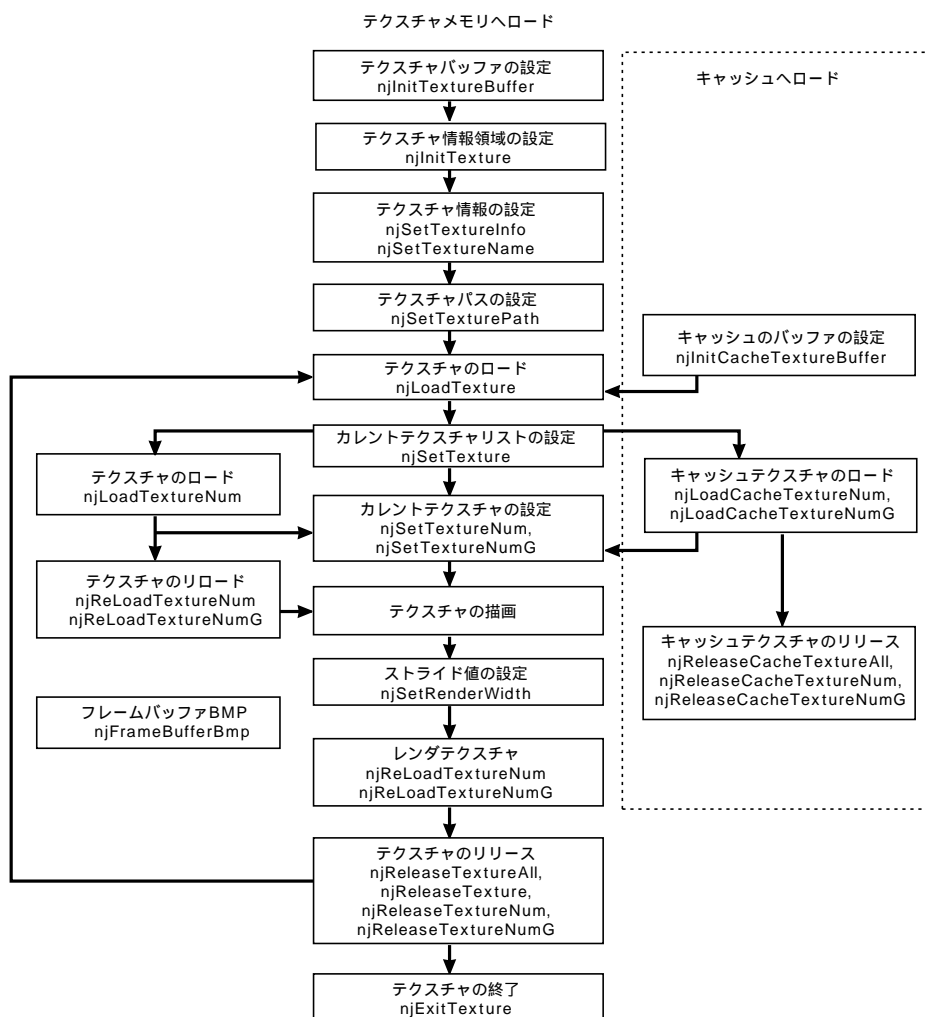 テクスチャメモリへロード
テクスチャバッファの設定
njInitTextureBuffer
キャッシュへロード
テクスチャ情報領域の設定
njInitTexture
テクスチャ情報の設定
njSetTextureInfo
njSetTextureName
テクスチャパスの設定
njSetTexturePath
キャッシュのバッファの設定
njInitCacheTextureBuffer
テクスチャのロード
njLoadTexture
カレントテクスチャリストの設定
njSetTexture
テクスチャのロード
njLoadTextureNum
キャッシュテクスチャのロード
njLoadCacheTextureNum,
njLoadCacheTextureNumG
カレントテクスチャの設定
njSetTextureNum,
njSetTextureNumG
テクスチャのリロード
njReLoadTextureNum
njReLoadTextureNumG
テクスチャの描画
キャッシュテクスチャのリリース
njReleaseCacheTextureAll,
njReleaseCacheTextureNum,
njReleaseCacheTextureNumG
ストライド値の設定
njSetRenderWidth
フレームバッファBMP
njFrameBufferBmp
レンダテクスチャ
njReLoadTextureNum
njReLoadTextureNumG
テクスチャのリリース
njReleaseTextureAll,
njReleaseTexture,
njReleaseTextureNum,
njReleaseTextureNumG
テクスチャの終了
njExitTexture